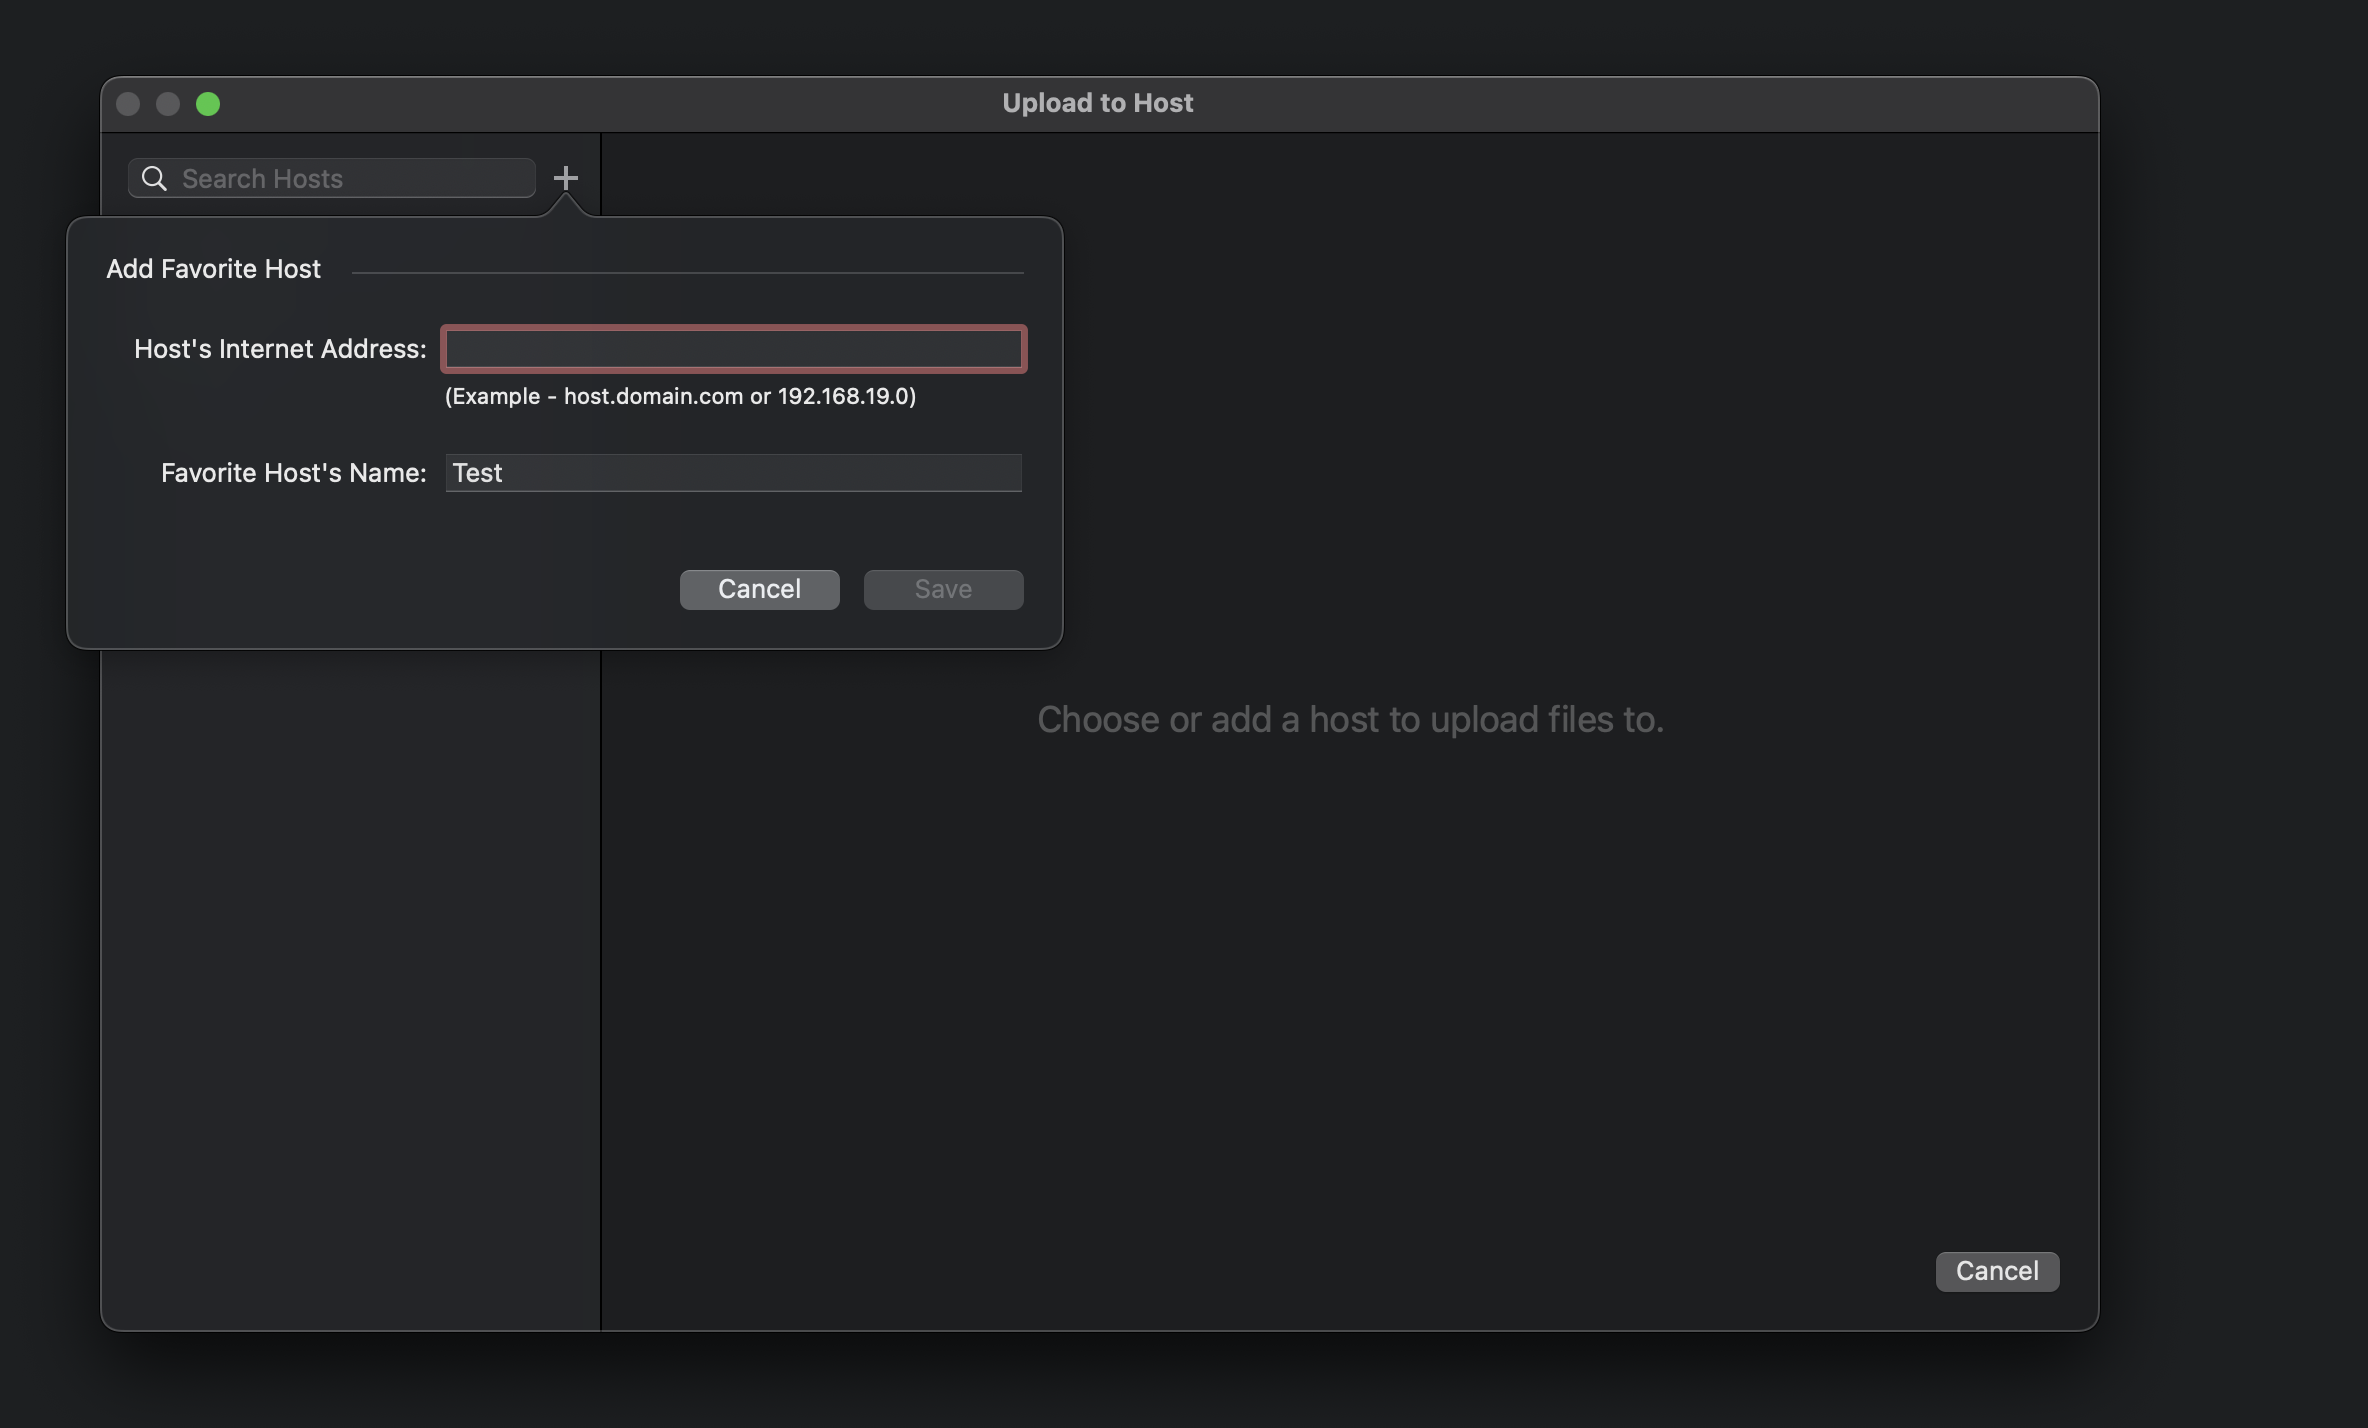 Upload to Host
Search Hosts
Add Favorite Host
Host's Internet Address:
(Example - host.domain.com or 192.168.19.0)
Favorite Host's Name: Test
Cancel Save
Choose or add a host to upload files to.
Cancel